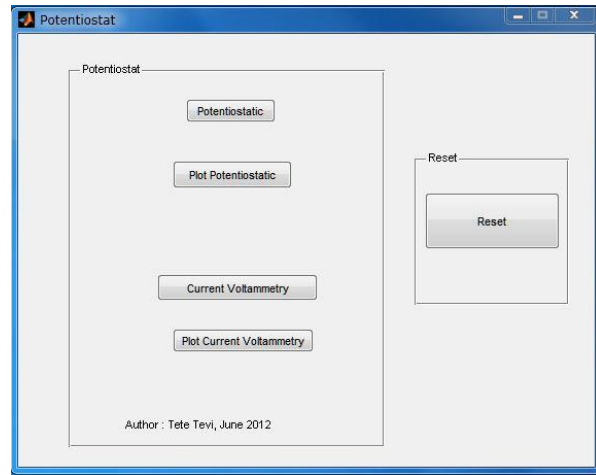 Potentiostat
Potentiostat
Potentiostatic
Plot Potentiostatic
Current Voltammetry
Plot Current Voltammetry
Author : Tete Tevi, June 2012
Reset
Reset